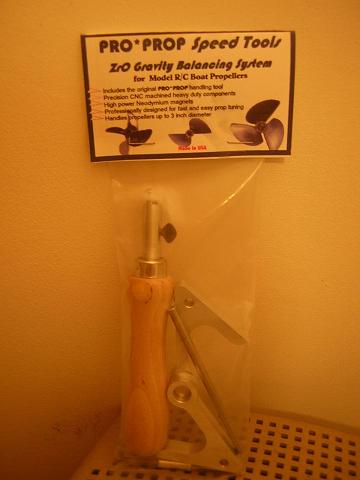 PRO*PROP Speed Tools
ZrO Gravity Balancing System
for Model R/C Boat Propellers
Includes the original PRO*PROP handling tool
Precision CNC machined heavy duty components
High power Neodymium magnets
Professionally designed for fast and easy prop tuning
Handles propellers up to 3 inch diameter
Made in USA